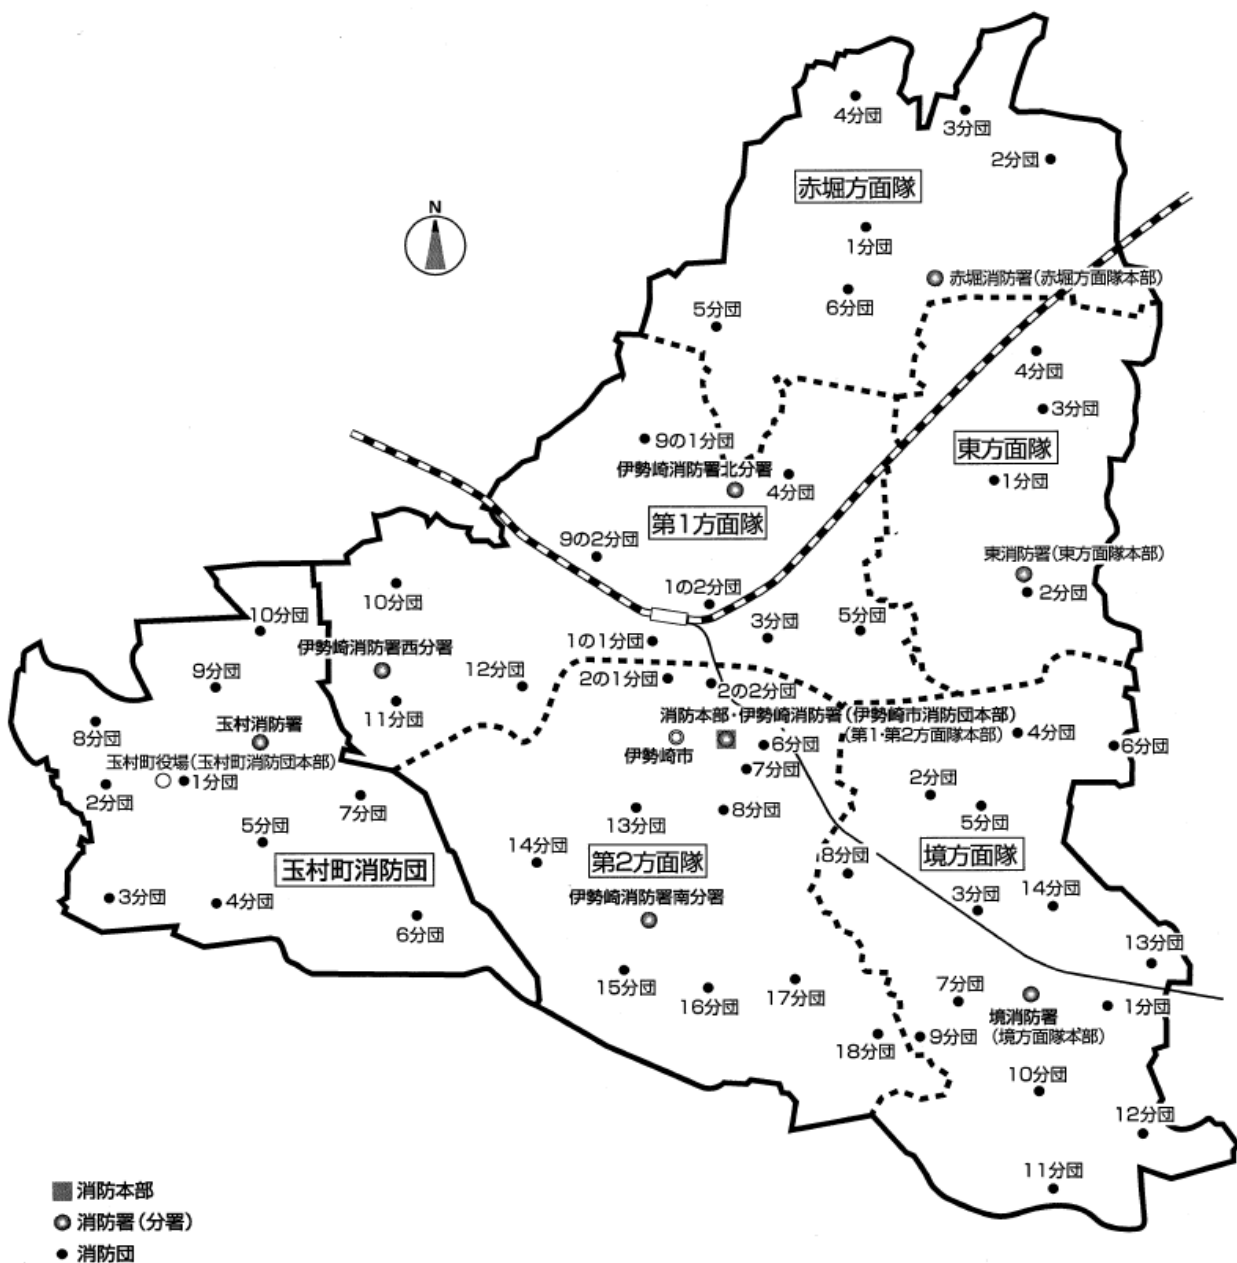 4分団
3分団
2分団
赤堀方面隊
N
1分団
赤堀消防署(赤堀方面隊本部)
5分団
6分団
4分団
3分団
9の1分団
東方面隊
伊勢崎消防署北分署
4分団
1分団
第1方面隊
9の2分団
東消防署(東方面隊本部)
10分団
1の2分団
2分団
10分団
1の1分団
3分団
5分団
伊勢崎消防署西分署
9分団
12分団
2の1分団
2の2分団
11分団
玉村消防署
8分団
消防本部・伊勢崎消防署(伊勢崎市消防団本部)
(第1・第2方面隊本部)
4分団
6分団
伊勢崎市
6分団
玉村町役場(玉村町消防団本部)
7分団
1分団
2分団
2分団
7分団
13分団
8分団
5分団
5分団
14分団
第2方面隊
8分団
境方面隊
玉村町消防団
3分団
4分団
伊勢崎消防署南分署
3分団
14分団
6分団
13分団
15分団
16分団
17分団
7分団
1分団
境消防署
(境方面隊本部)
18分団
9分団
10分団
12分団
11分団
消防本部
消防署(分署)
消防団